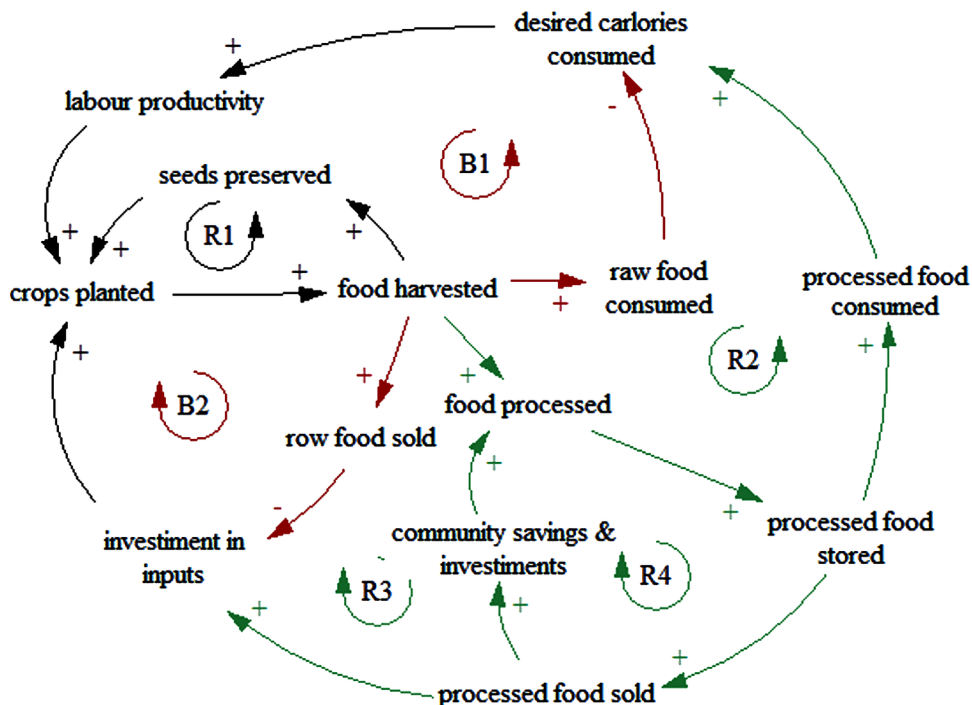 desired carlories
consumed
+
+
labour productivity
-
B1
seeds preserved
R1
+
+
+
+
crops planted
food harvested
+
raw food
consumed
processed food
consumed
+
+
R2
+
+
B2
food processed
row food sold
+
-
+
investiment in
inputs
community savings &
investiments
processed food
stored
R3
R4
+
+
+
processed food sold